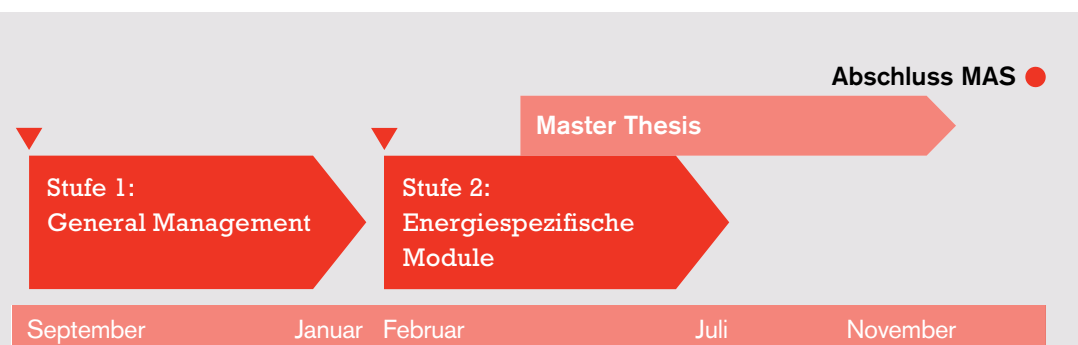 Abschluss MAS
Master Thesis
Stufe 1:
General Management
Stufe 2:
Energiespezifische
Module
September Januar Februar Juli November